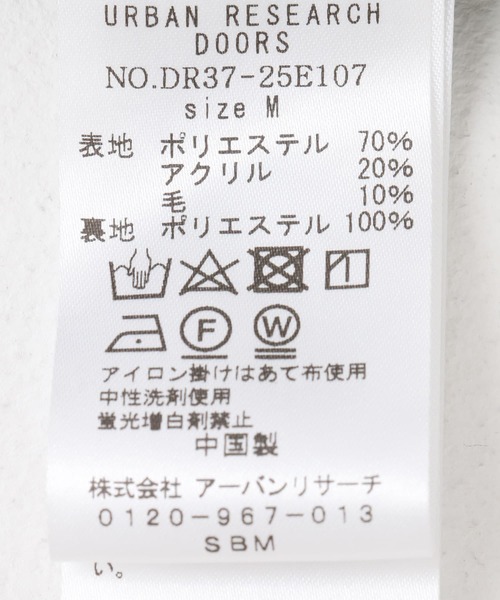 URBAN RESEARCH
DOORS
NO.DR37-25E107
size M
表地 ポリエステル 70%
アクリル 20%
毛 10%
裏地 ポリエステル 100%
F W
アイロン掛けはあて布使用
中性洗剤使用
蛍光増白剤禁止
中国製
株式会社 アーバンリサーチ
0120-967-013
SBM
い。